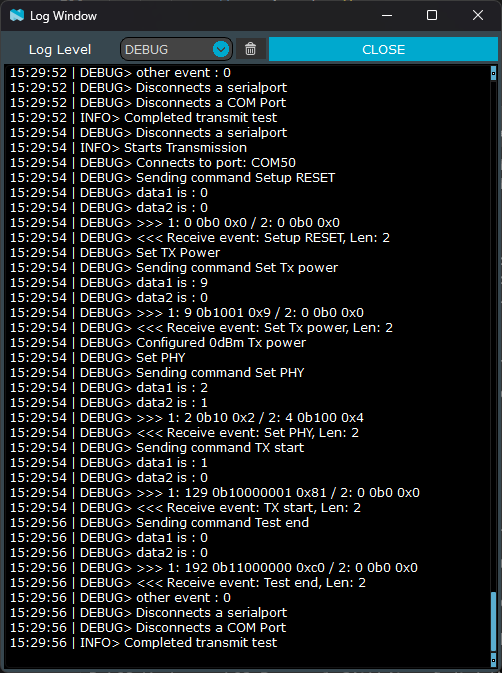 Log Window
Log Level DEBUG CLOSE
15:29:52 | DEBUG> other event : 0
15:29:52 | DEBUG> Disconnects a serialport
15:29:52 | DEBUG> Disconnects a COM Port
15:29:52 | INFO> Completed transmit test
15:29:54 | DEBUG> Disconnects a serialport
15:29:54 | INFO> Starts Transmission
15:29:54 | DEBUG> Connects to port: COM50
15:29:54 | DEBUG> Sending command Setup RESET
15:29:54 | DEBUG> data1 is : 0
15:29:54 | DEBUG> data2 is : 0
15:29:54 | DEBUG> >>> 1: 0 0b0 0x0 / 2: 0 0b0 0x0
15:29:54 | DEBUG> <<< Receive event: Setup RESET, Len: 2
15:29:54 | DEBUG> Set TX Power
15:29:54 | DEBUG> Sending command Set Tx power
15:29:54 | DEBUG> data1 is : 9
15:29:54 | DEBUG> data2 is : 0
15:29:54 | DEBUG> >>> 1: 9 0b1001 0x9 / 2: 0 0b0 0x0
15:29:54 | DEBUG> <<< Receive event: Set Tx power, Len: 2
15:29:54 | DEBUG> Configured 0dBm Tx power
15:29:54 | DEBUG> Set PHY
15:29:54 | DEBUG> Sending command Set PHY
15:29:54 | DEBUG> data1 is : 2
15:29:54 | DEBUG> data2 is : 1
15:29:54 | DEBUG> >>> 1: 2 0b10 0x2 / 2: 4 0b100 0x4
15:29:54 | DEBUG> <<< Receive event: Set PHY, Len: 2
15:29:54 | DEBUG> Sending command TX start
15:29:54 | DEBUG> data1 is : 1
15:29:54 | DEBUG> data2 is : 0
15:29:54 | DEBUG> >>> 1: 129 0b10000001 0x81 / 2: 0 0b0 0x0
15:29:54 | DEBUG> <<< Receive event: TX start, Len: 2
15:29:56 | DEBUG> Sending command Test end
15:29:56 | DEBUG> data1 is : 0
15:29:56 | DEBUG> data2 is : 0
15:29:56 | DEBUG> >>> 1: 192 0b11000000 0xc0 / 2: 0 0b0 0x0
15:29:56 | DEBUG> <<< Receive event: Test end, Len: 2
15:29:56 | DEBUG> other event : 0
15:29:56 | DEBUG> Disconnects a serialport
15:29:56 | DEBUG> Disconnects a COM Port
15:29:56 | INFO> Completed transmit test